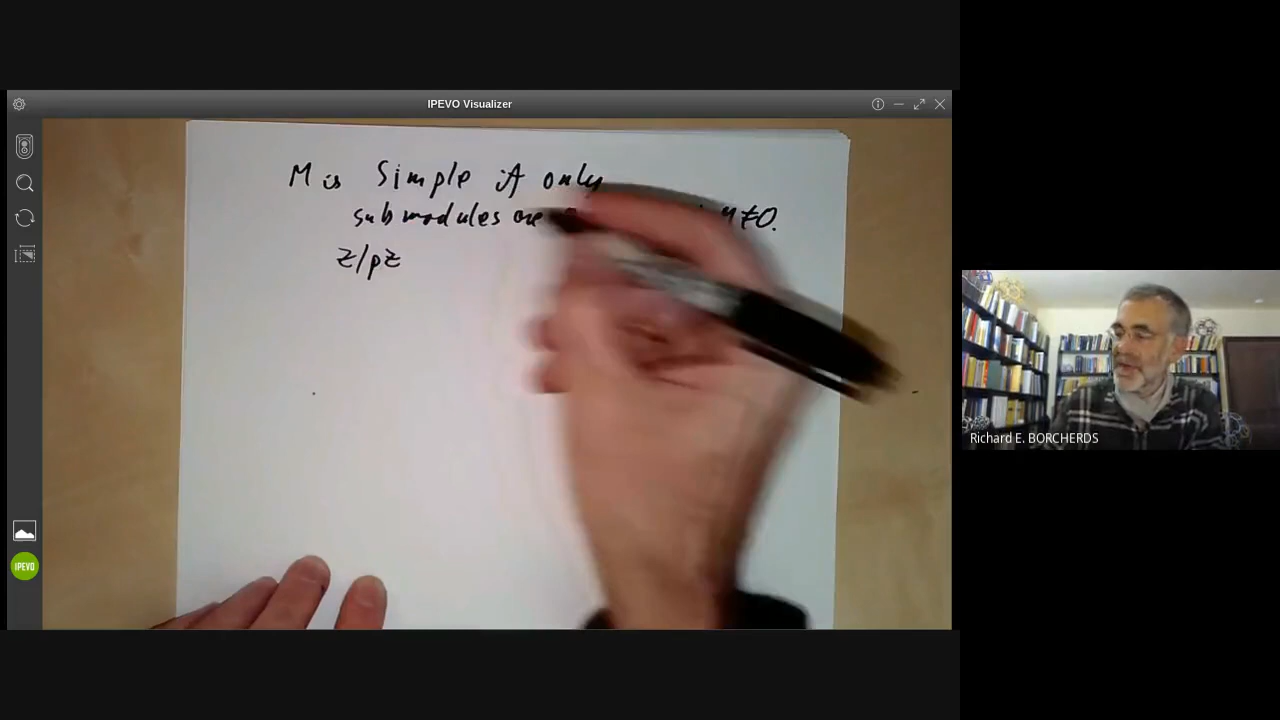 IPEVO Visualizer
M is Simple if only
submodules are M≠0.
Z/pZ
IPEVO
Richard E. BORCHERDS